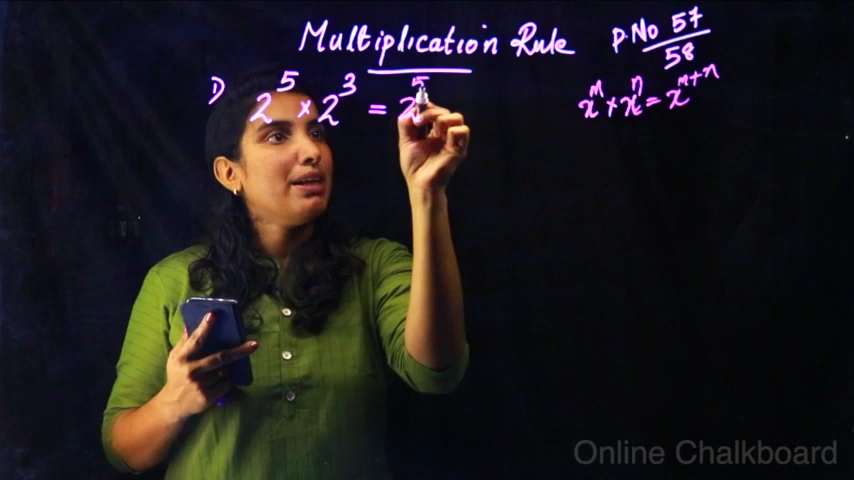 Multiplication Rule P.No 57/58
1) 2^5 × 2^3 = 2^5
x^m × x^n = x^m+n
Online Chalkboard